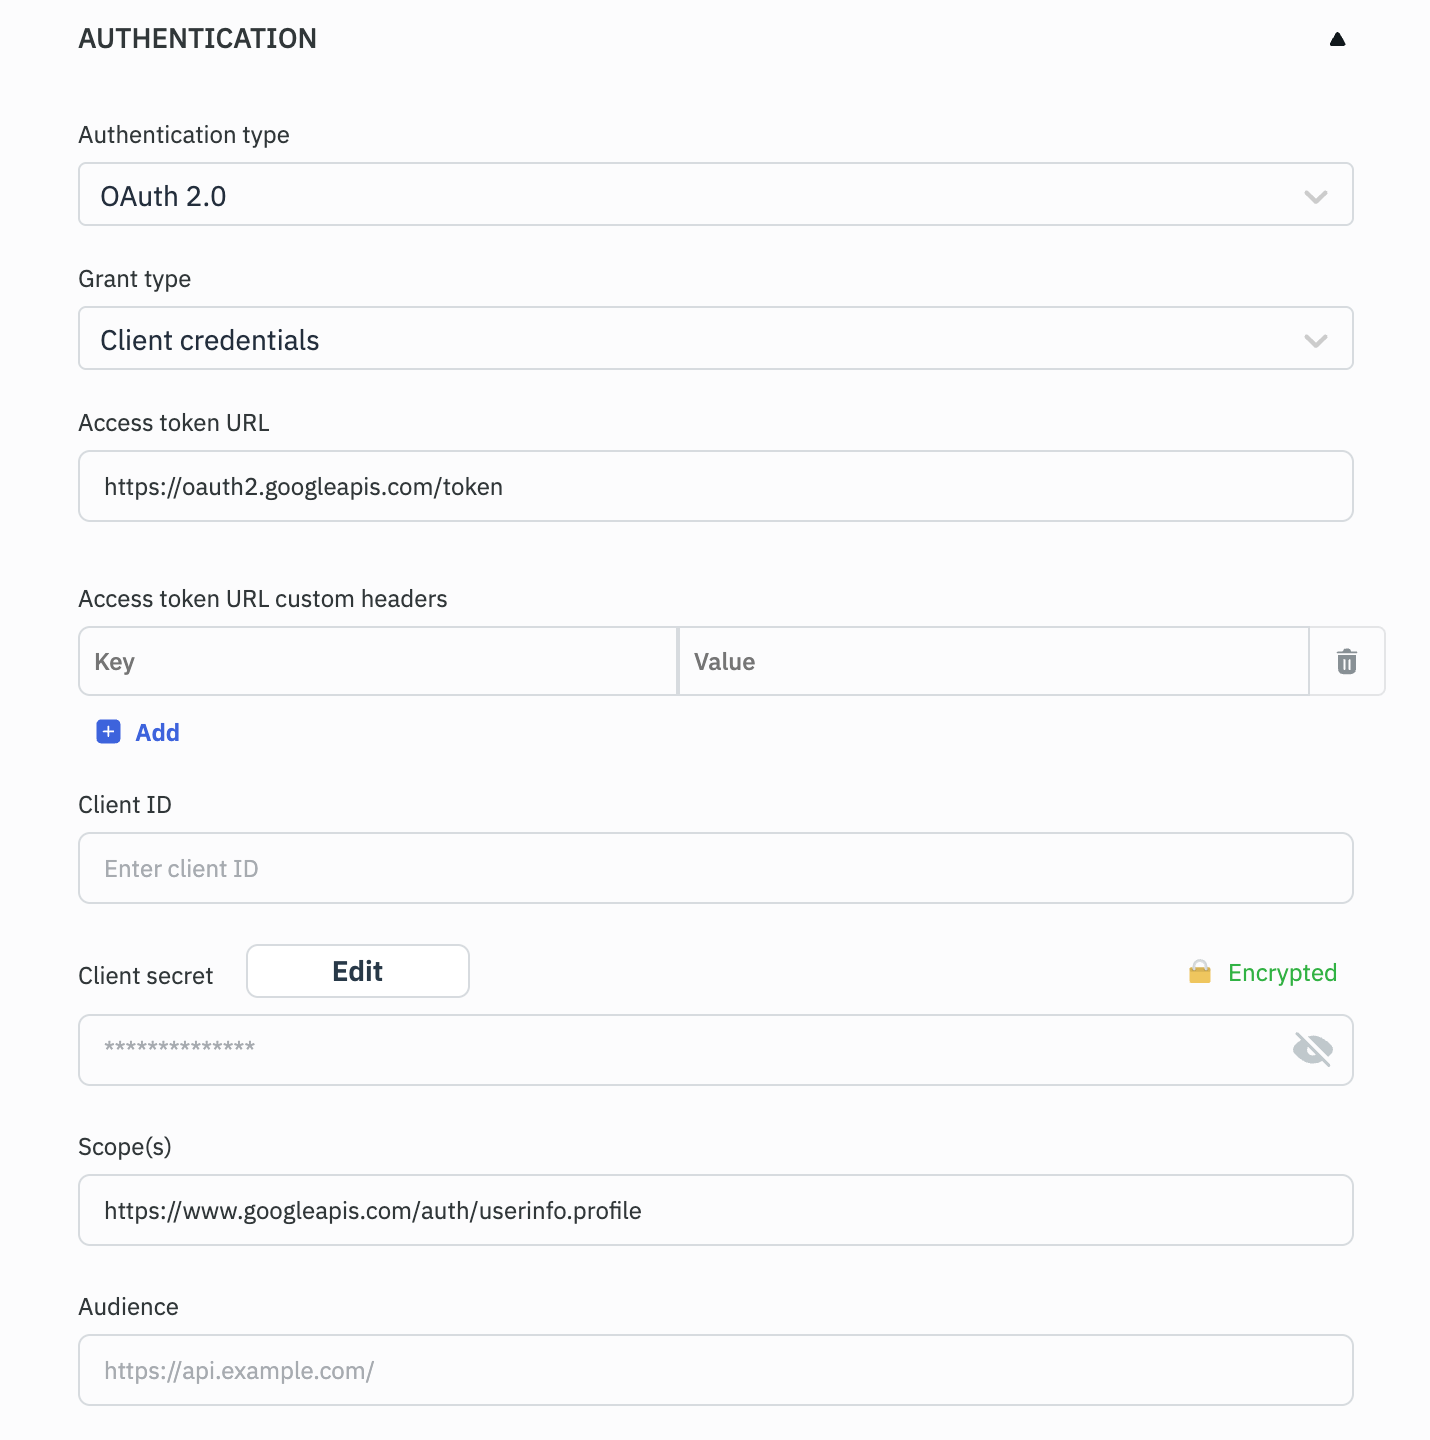 AUTHENTICATION
Authentication type
OAuth 2.0
Grant type
Client credentials
Access token URL
https://oauth2.googleapis.com/token
Access token URL custom headers
Key Value
Add
Client ID
Enter client ID
Client secret Edit Encrypted
**************
Scope(s)
https://www.googleapis.com/auth/userinfo.profile
Audience
https://api.example.com/